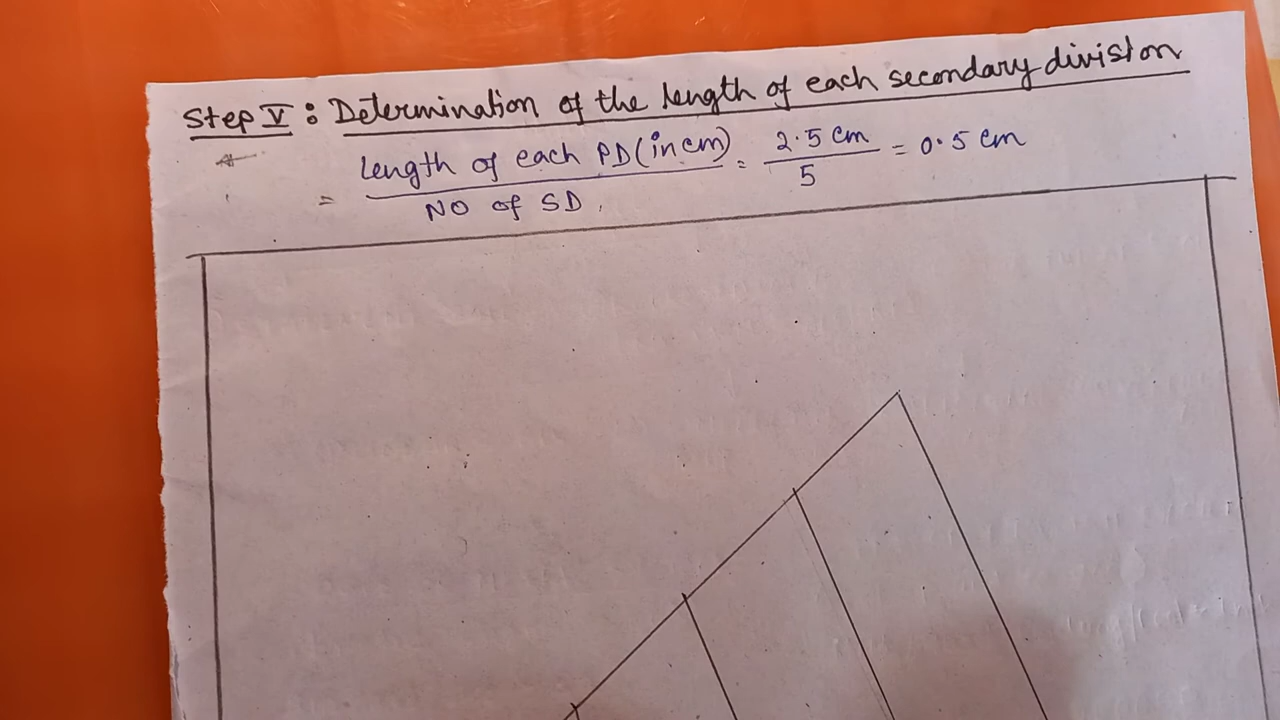 Step V : Determination of the length of each secondary division
= Length of each PD (in cm) / NO of SD = 2.5 cm / 5 = 0.5 cm